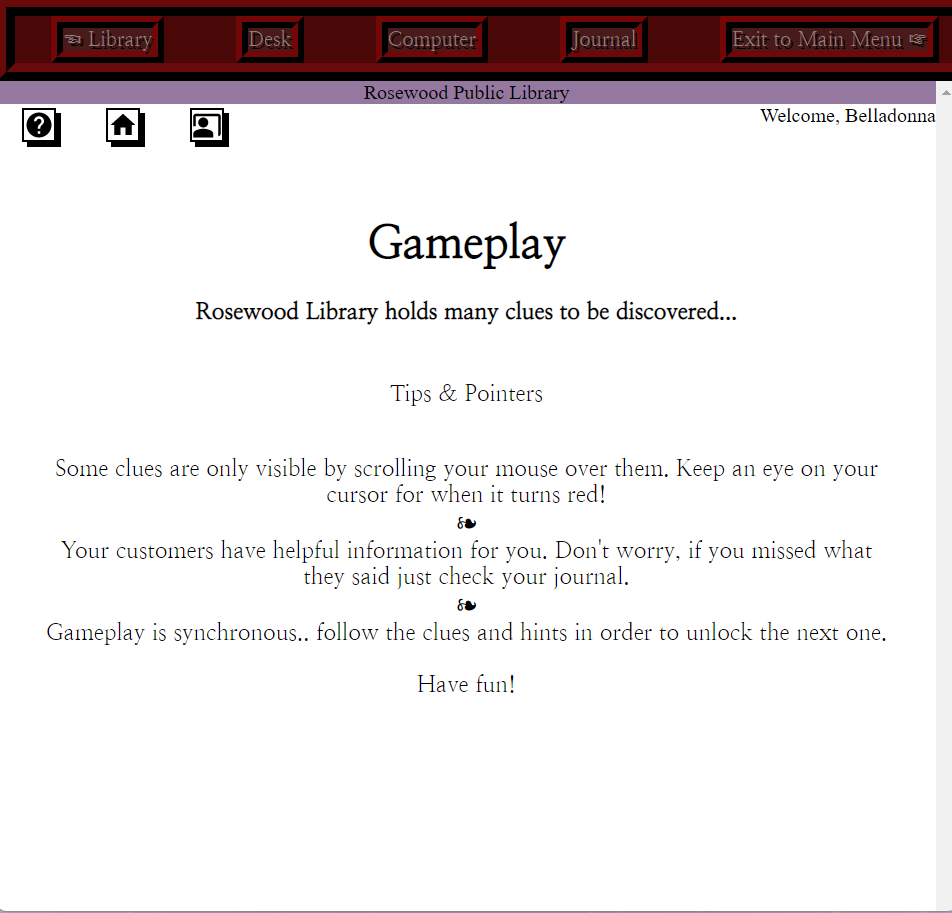 ☜ Library Desk Computer Journal Exit to Main Menu ☞
Rosewood Public Library
Welcome, Belladonna
Gameplay
Rosewood Library holds many clues to be discovered...
Tips & Pointers
Some clues are only visible by scrolling your mouse over them. Keep an eye on your
cursor for when it turns red!
❧
Your customers have helpful information for you. Don't worry, if you missed what
they said just check your journal.
❧
Gameplay is synchronous.. follow the clues and hints in order to unlock the next one.
Have fun!